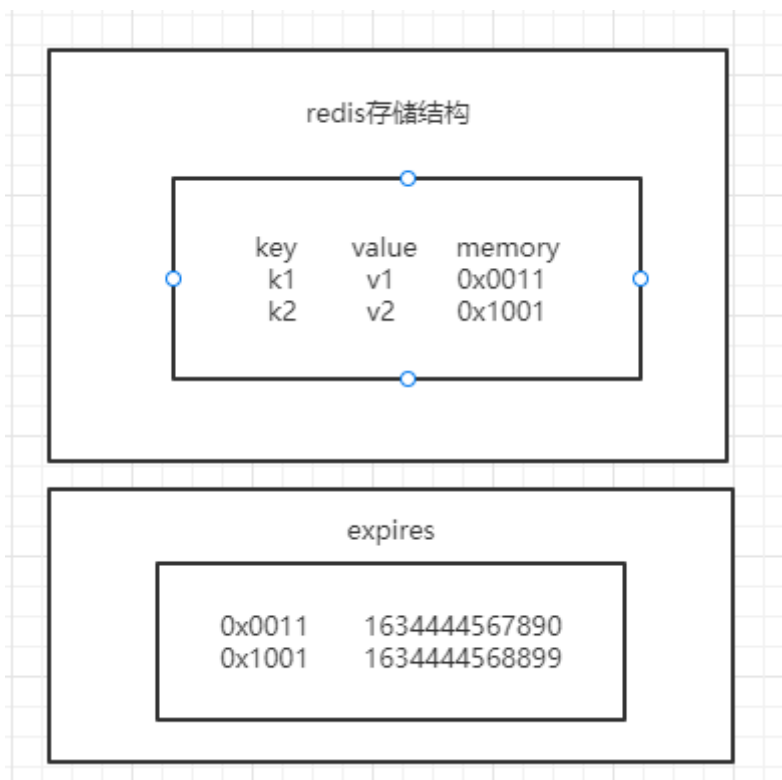 redis存储结构
key value memory
k1 v1 0x0011
k2 v2 0x1001
expires
0x0011 1634444567890
0x1001 1634444568899